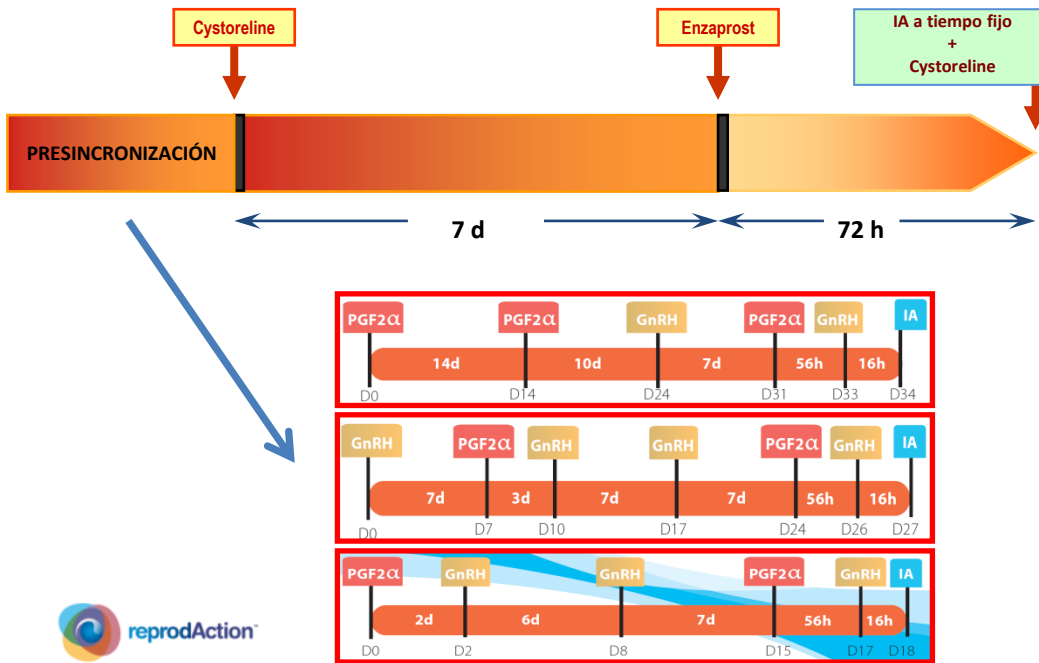 Cystoreline
Enzaprost
IA a tiempo fijo
+
Cystoreline
PRESINCRONIZACIÓN
7 d
72 h
PGF2α PGF2α GnRH PGF2α GnRH IA
14d 10d 7d 56h 16h
D0 D14 D24 D31 D33 D34
GnRH PGF2α GnRH GnRH PGF2α GnRH IA
7d 3d 7d 7d 56h 16h
D0 D7 D10 D17 D24 D26 D27
PGF2α GnRH GnRH PGF2α GnRH IA
2d 6d 7d 56h 16h
D0 D2 D8 D15 D17 D18
reprodAction™